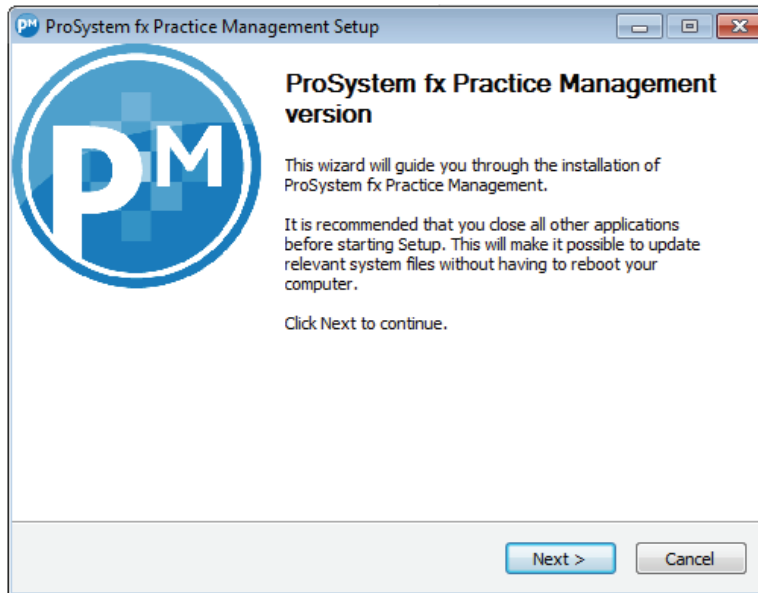 PM ProSystem fx Practice Management Setup
PM
ProSystem fx Practice Management
version
This wizard will guide you through the installation of
ProSystem fx Practice Management.
It is recommended that you close all other applications
before starting Setup. This will make it possible to update
relevant system files without having to reboot your
computer.
Click Next to continue.
Next >
Cancel